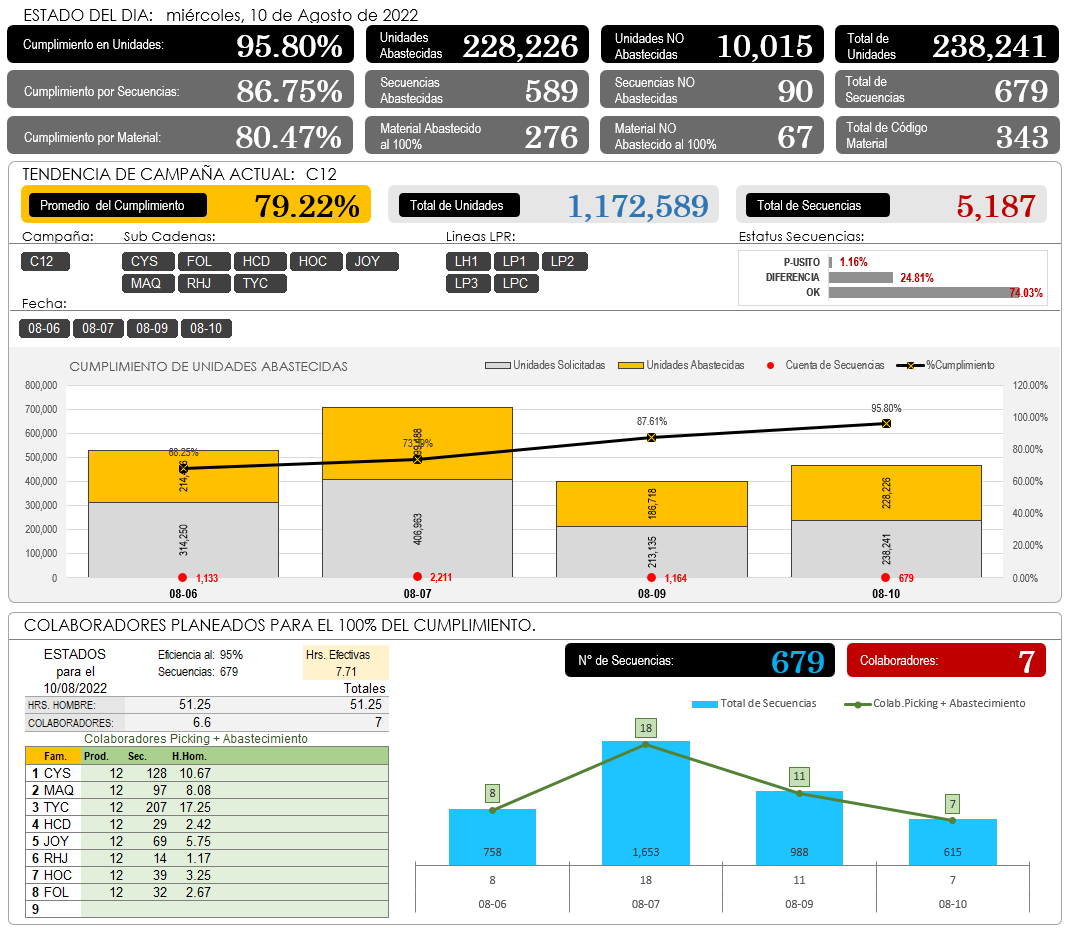 ESTADO DEL DIA: miércoles, 10 de Agosto de 2022
Cumplimiento en Unidades: 95.80%
Unidades Abastecidas 228,226
Unidades NO Abastecidas 10,015
Total de Unidades 238,241
Cumplimiento por Secuencias: 86.75%
Secuencias Abastecidas 589
Secuencias NO Abastecidas 90
Total de Secuencias 679
Cumplimiento por Material: 80.47%
Material Abastecido al 100% 276
Material NO Abastecido al 100% 67
Total de Código Material 343
TENDENCIA DE CAMPAÑA ACTUAL: C12
Promedio del Cumplimiento 79.22%
Total de Unidades 1,172,589
Total de Secuencias 5,187
Campaña: Sub Cadenas: Lineas LPR: Estatus Secuencias:
C12 CYS FOL HCD HOC JOY LH1 LP1 LP2
MAQ RHJ TYC LP3 LPC
P-USITO 1.16%
DIFERENCIA 24.81%
OK 74.03%
Fecha:
08-06 08-07 08-09 08-10
CUMPLIMIENTO DE UNIDADES ABASTECIDAS
Unidades Solicitadas Unidades Abastecidas Cuenta de Secuencias %Cumplimiento
800,000 120.00%
700,000
600,000 100.00%
500,000 80.00%
400,000 60.00%
300,000
200,000 40.00%
100,000 20.00%
0 0.00%
68.25% 87.61% 95.80%
186,718 228,226
314,250 406,963 213,135 238,241
1,133 2,211 1,164 679
08-06 08-07 08-09 08-10
COLABORADORES PLANEADOS PARA EL 100% DEL CUMPLIMIENTO.
ESTADOS Eficiencia al: 95% Hrs. Efectivas
para el Secuencias: 679 7.71
10/08/2022 Totales
HRS. HOMBRE: 51.25 51.25
COLABORADORES: 6.6 7
Colaboradores Picking + Abastecimiento
Fam. Prod. Sec. H.Hom.
1 CYS 12 128 10.67
2 MAQ 12 97 8.08
3 TYC 12 207 17.25
4 HCD 12 29 2.42
5 JOY 12 69 5.75
6 RHJ 12 14 1.17
7 HOC 12 39 3.25
8 FOL 12 32 2.67
9
N° de Secuencias: 679
Colaboradores: 7
Total de Secuencias Colab.Picking + Abastecimiento
8 18 11 7
758 1,653 988 615
8 18 11 7
08-06 08-07 08-09 08-10